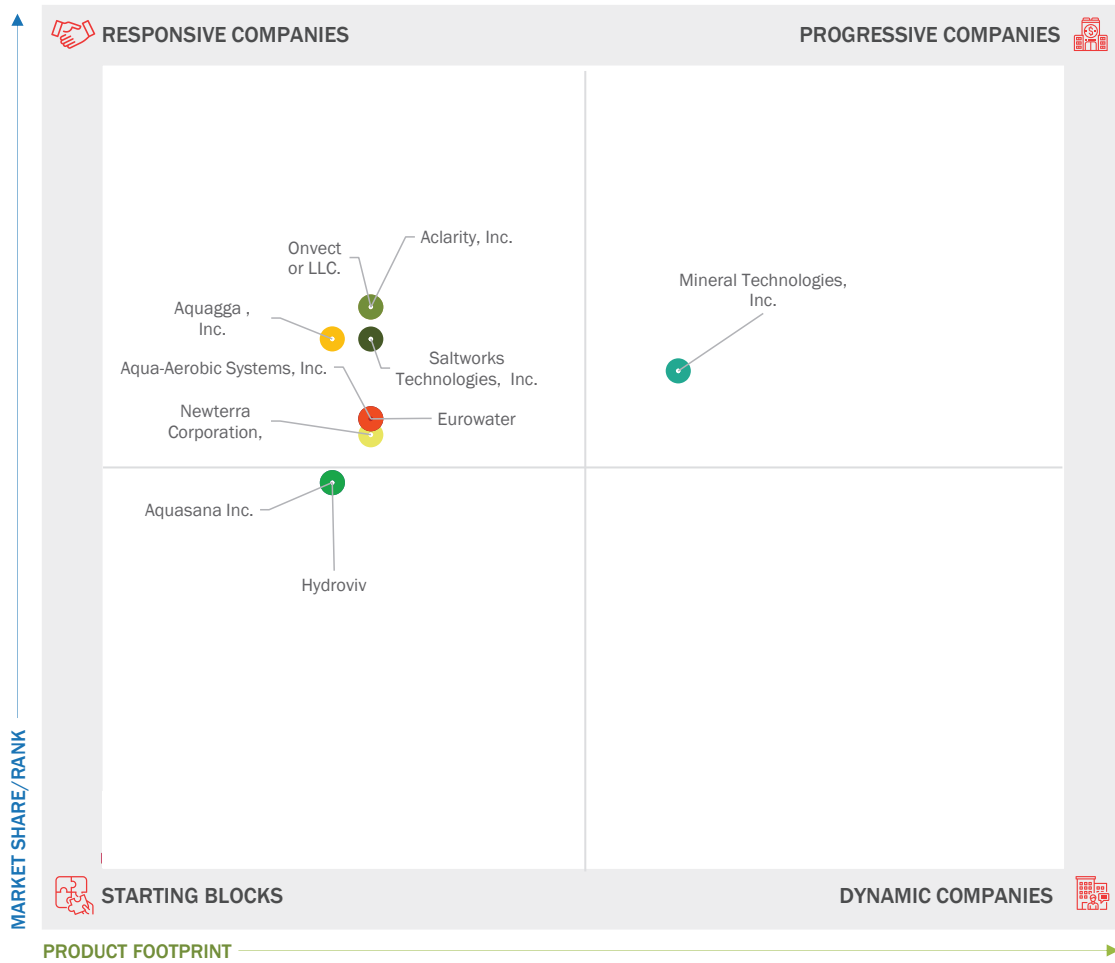 RESPONSIVE COMPANIES
PROGRESSIVE COMPANIES
Aclarity, Inc.
Onvect
or LLC.
Mineral Technologies,
Inc.
Aquagga ,
Inc.
Saltworks
Technologies, Inc.
Aqua-Aerobic Systems, Inc.
Newterra
Corporation,
Eurowater
Aquasana Inc.
Hydroviv
MARKET SHARE/RANK
STARTING BLOCKS
DYNAMIC COMPANIES
PRODUCT FOOTPRINT